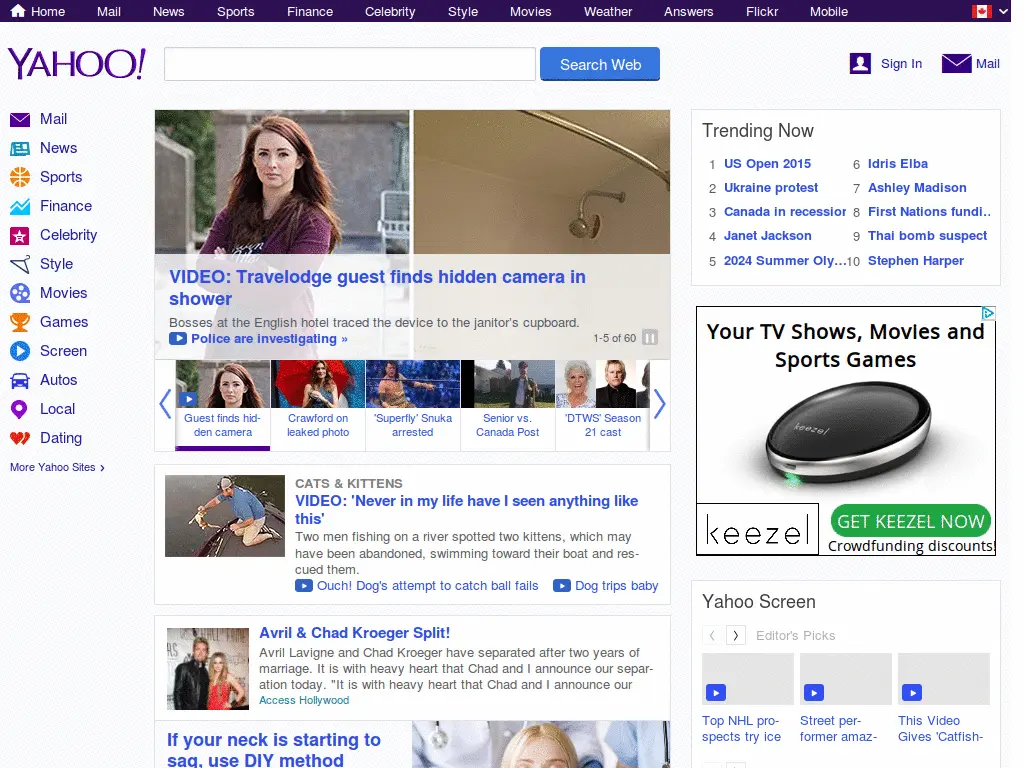 Home Mail News Sports Finance Celebrity Style Movies Weather Answers Flickr Mobile
YAHOO!
Search Web
Sign In
Mail
Mail
News
Sports
Finance
Celebrity
Style
Movies
Games
Screen
Autos
Local
Dating
More Yahoo Sites ›
VIDEO: Travelodge guest finds hidden camera in
shower
Bosses at the English hotel traced the device to the janitor's cupboard.
Police are investigating »
1-5 of 60
Guest finds hid-
den camera
Crawford on
leaked photo
'Superfly' Snuka
arrested
Senior vs.
Canada Post
'DTWS' Season
21 cast
CATS & KITTENS
VIDEO: 'Never in my life have I seen anything like
this'
Two men fishing on a river spotted two kittens, which may
have been abandoned, swimming toward their boat and res-
cued them.
Ouch! Dog's attempt to catch ball fails Dog trips baby
Avril & Chad Kroeger Split!
Avril Lavigne and Chad Kroeger have separated after two years of
marriage. It is with heavy heart that Chad and I announce our separ-
ation today. "It is with heavy heart that Chad and I announce our
Access Hollywood
If your neck is starting to
sag, use DIY method
Trending Now
1 US Open 2015
2 Ukraine protest
3 Canada in recession
4 Janet Jackson
5 2024 Summer Oly...
6 Idris Elba
7 Ashley Madison
8 First Nations fundi...
9 Thai bomb suspect
10 Stephen Harper
Your TV Shows, Movies and
Sports Games
keezel
keezel
GET KEEZEL NOW
Crowdfunding discounts!
Yahoo Screen
Editor's Picks
Top NHL pro-
spects try ice
Street per-
former amaz-
This Video
Gives 'Catfish-